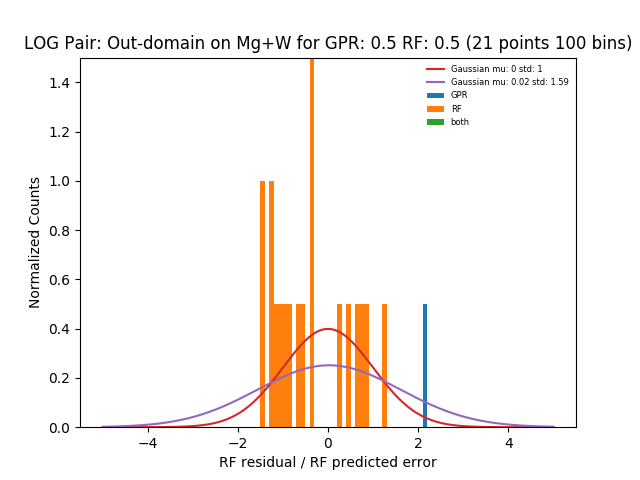 LOG Pair: Out-domain on Mg+W for GPR: 0.5 RF: 0.5 (21 points 100 bins)
Gaussian mu: 0 std: 1
Gaussian mu: 0.02 std: 1.59
GPR
RF
both
Normalized Counts
1.4
1.2
1.0
0.8
0.6
0.4
0.2
0.0
−4 −2 0 2 4
RF residual / RF predicted error